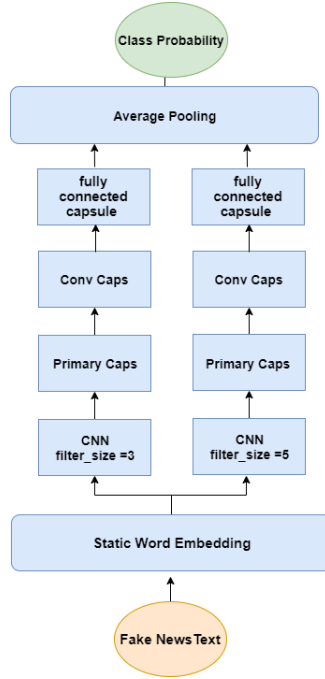 Class Probability
Average Pooling
fully
connected
capsule
fully
connected
capsule
Conv Caps
Conv Caps
Primary Caps
Primary Caps
CNN
filter_size =3
CNN
filter_size =5
Static Word Embedding
Fake NewsText